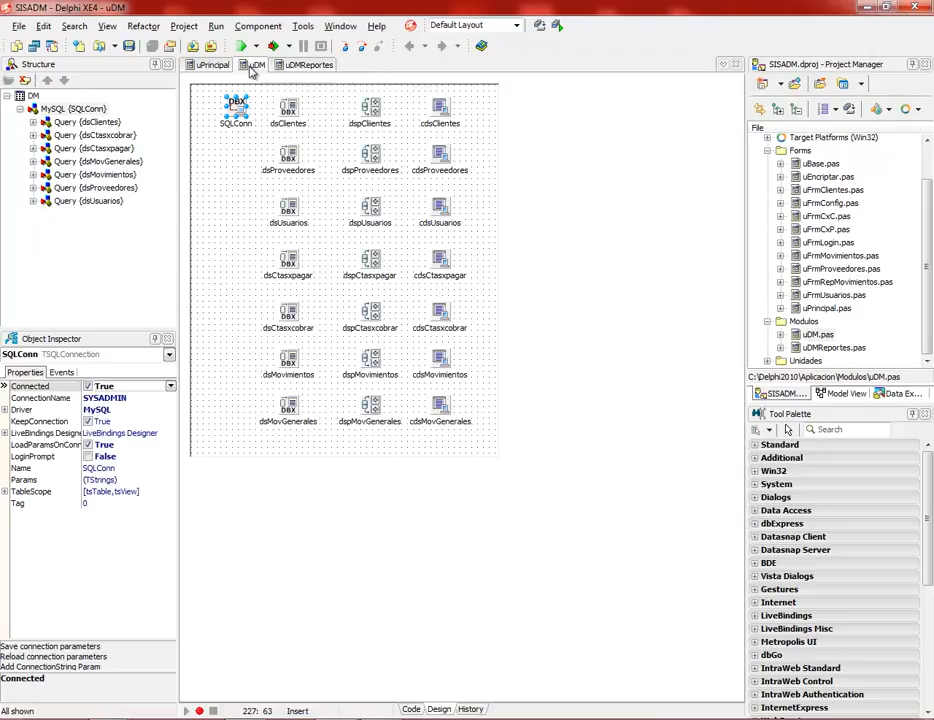 SISADM - Delphi XE4 - uDM
File Edit Search View Refactor Project Run Component Tools Window Help Default Layout
Structure
DM
MySQL {SQLConn}
Query {dsClientes}
Query {dsCtasxcobrar}
Query {dsCtasxpagar}
Query {dsMovGenerales}
Query {dsMovimientos}
Query {dsProveedores}
Query {dsUsuarios}
Object Inspector
SQLConn TSQLConnection
Properties Events
Connected True
ConnectionName SYSADMIN
Driver MySQL
KeepConnection True
LiveBindings Designe LiveBindings Designer
LoadParamsOnConn True
LoginPrompt False
Name SQLConn
Params (TStrings)
TableScope [tsTable,tsView]
Tag 0
Save connection parameters
Reload connection parameters
Add ConnectionString Param
Connected
All shown
uPrincipal uDM uDMReportes
DBX
SQLConn dsClientes dspClientes cdsClientes
dsProveedores dspProveedores cdsProveedores
dsUsuarios dspUsuarios cdsUsuarios
dsCtasxpagar dspCtasxpagar cdsCtasxpagar
dsCtasxcobrar dspCtasxcobrar cdsCtasxcobrar
dsMovimientos dspMovimientos cdsMovimientos
dsMovGenerales dspMovGenerales cdsMovGenerales
227: 63 Insert Code Design History
SISADM.dproj - Project Manager
File
Target Platforms (Win32)
Forms
uBase.pas
uEncriptar.pas
uFrmClientes.pas
uFrmConfig.pas
uFrmCxC.pas
uFrmCxP.pas
uFrmLogin.pas
uFrmMovimientos.pas
uFrmProveedores.pas
uFrmRepMovimientos.pas
uFrmUsuarios.pas
uPrincipal.pas
Modulos
uDM.pas
uDMReportes.pas
Unidades
C:\Delphi2010\Aplicacion\Modulos\uDM.pas
SISADM.... Model View Data Ex...
Tool Palette
Search
Standard
Additional
Win32
System
Dialogs
Data Access
dbExpress
Datasnap Client
Datasnap Server
BDE
Vista Dialogs
Gestures
Internet
LiveBindings
LiveBindings Misc
Metropolis UI
dbGo
IntraWeb Standard
IntraWeb Control
IntraWeb Authentication
InternetExpress